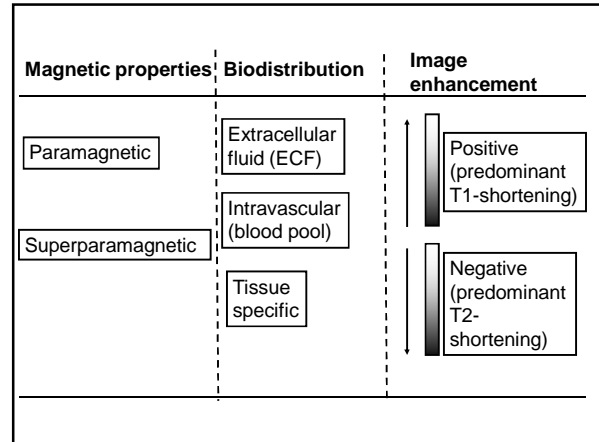 Magnetic properties
Biodistribution
Image
enhancement
Paramagnetic
Superparamagnetic
Extracellular
fluid (ECF)
Intravascular
(blood pool)
Tissue
specific
Positive
(predominant
T1-shortening)
Negative
(predominant
T2-
shortening)